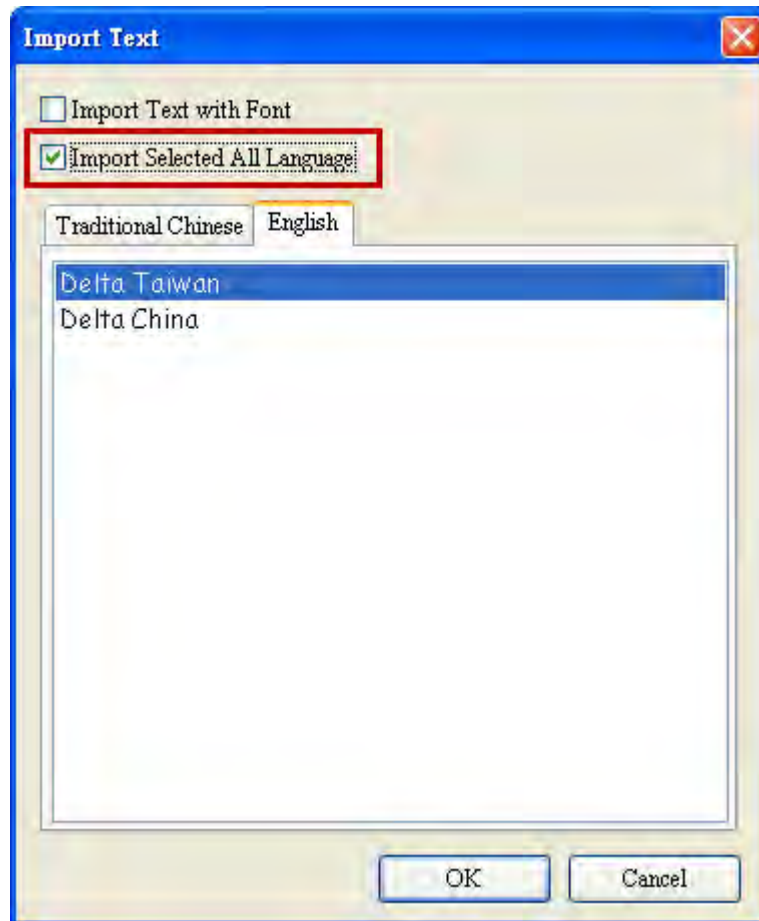 Import Text
Import Text with Font
Import Selected All Language
Traditional Chinese English
Delta Taiwan
Delta China
OK Cancel